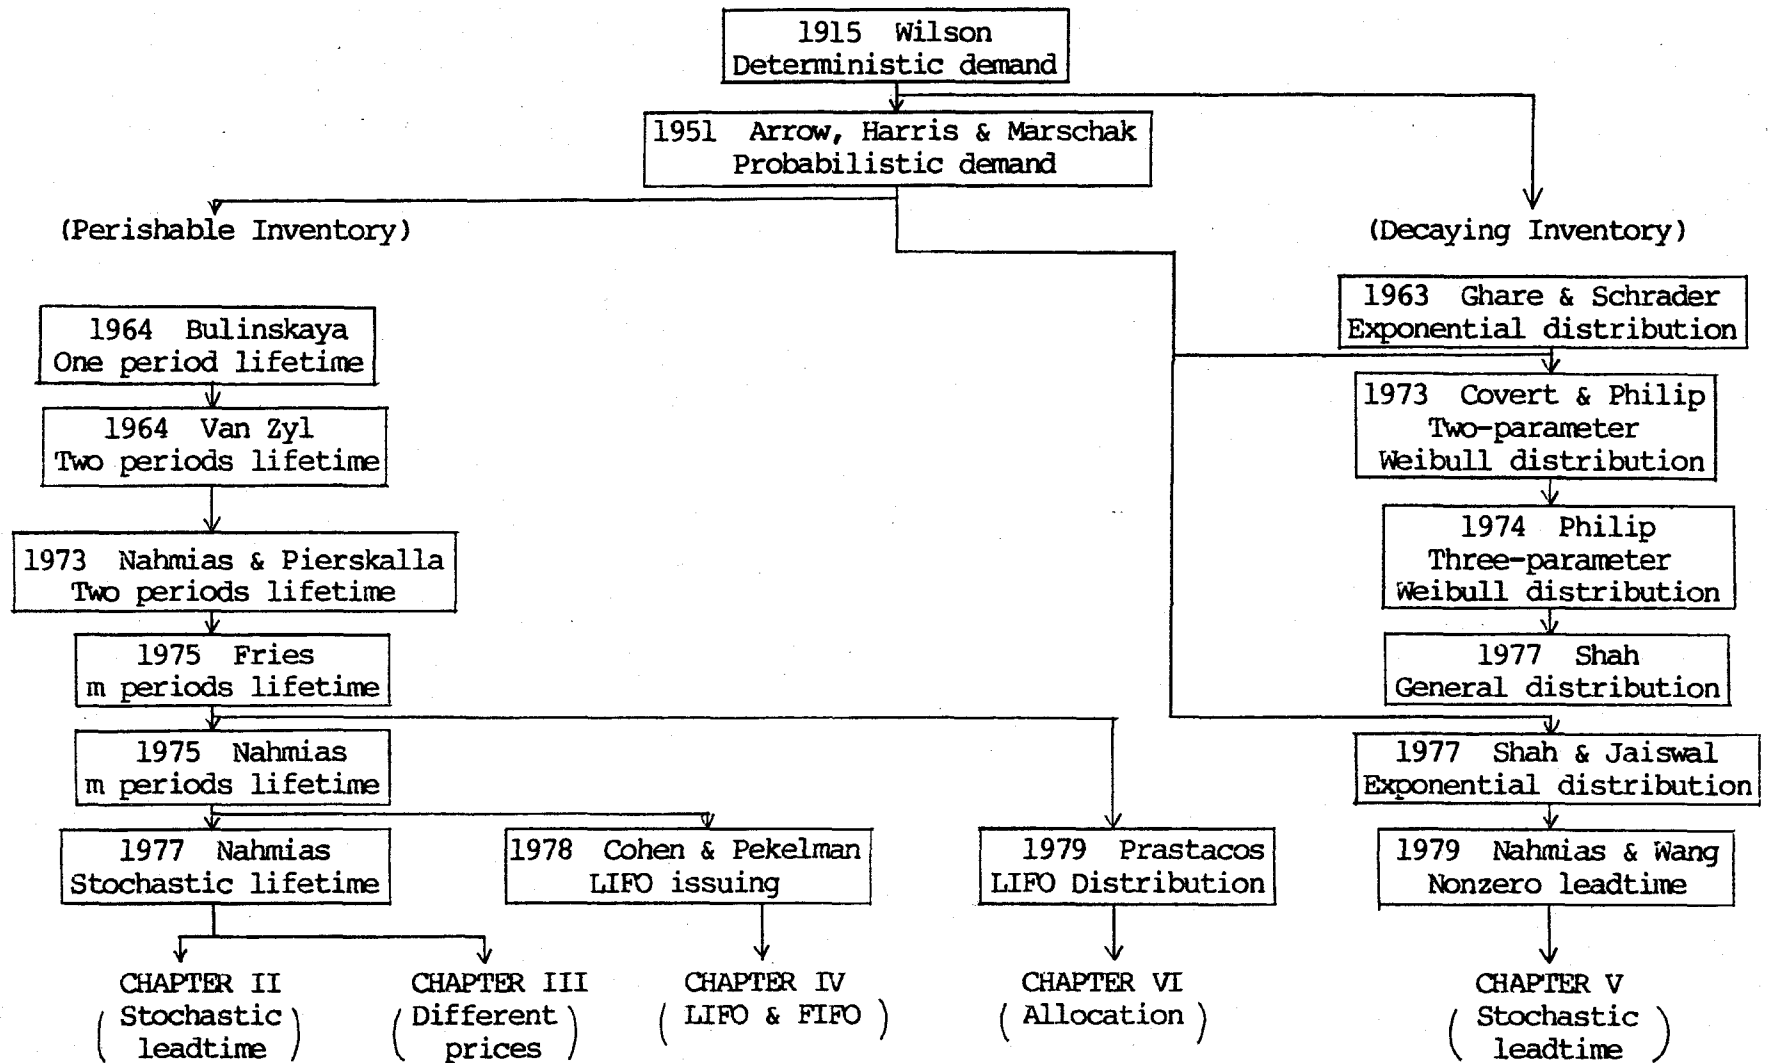 1915 Wilson
Deterministic demand
1951 Arrow, Harris & Marschak
Probabilistic demand
(Perishable Inventory)
(Decaying Inventory)
1964 Bulinskaya
One period lifetime
1964 Van Zyl
Two periods lifetime
1973 Nahmias & Pierskalla
Two periods lifetime
1975 Fries
m periods lifetime
1975 Nahmias
m periods lifetime
1977 Nahmias
Stochastic lifetime
1978 Cohen & Pekelman
LIFO issuing
1979 Prastacos
LIFO Distribution
1963 Ghare & Schrader
Exponential distribution
1973 Covert & Philip
Two-parameter
Weibull distribution
1974 Philip
Three-parameter
Weibull distribution
1977 Shah
General distribution
1977 Shah & Jaiswal
Exponential distribution
1979 Nahmias & Wang
Nonzero leadtime
CHAPTER II
(Stochastic
leadtime)
CHAPTER III
(Different
prices)
CHAPTER IV
(LIFO & FIFO)
CHAPTER VI
(Allocation)
CHAPTER V
(Stochastic
leadtime)